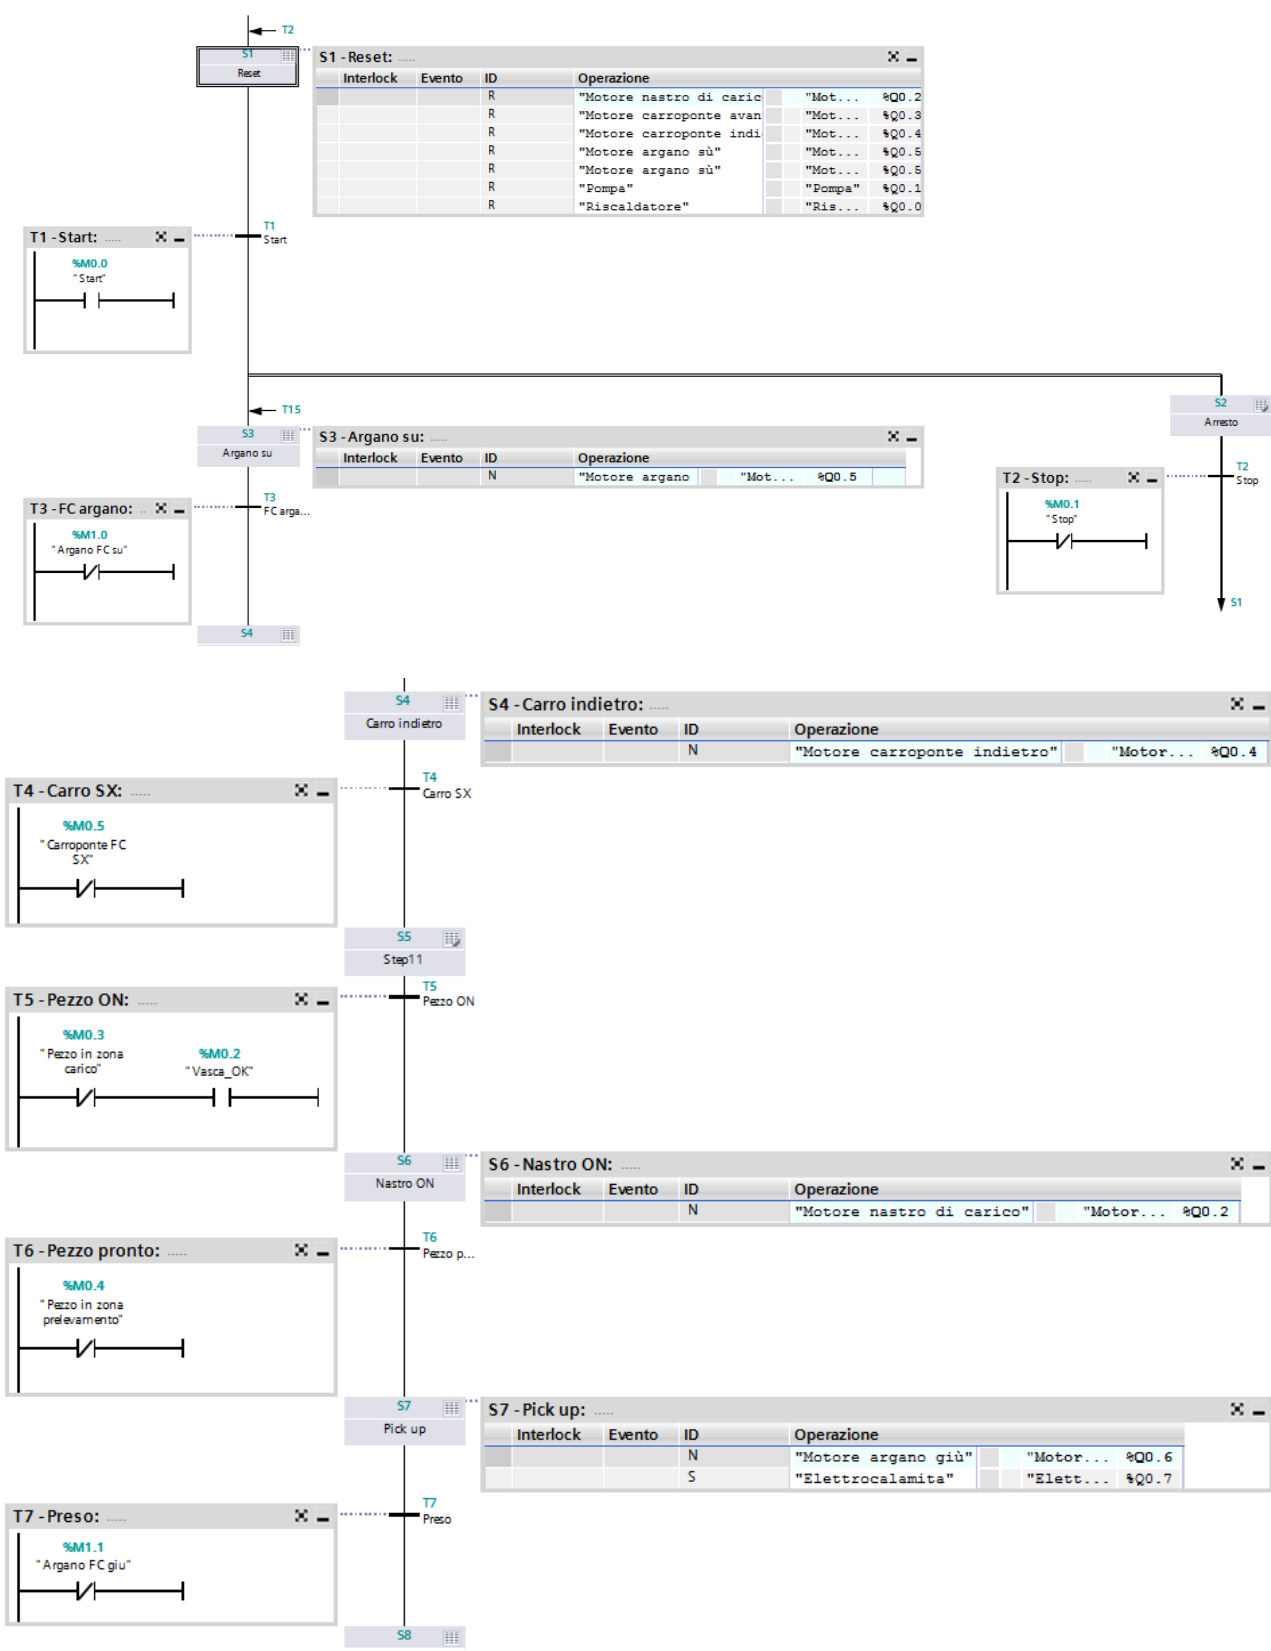 T2
S1
Reset
S1 - Reset: .....
Interlock Evento ID Operazione
R "Motore nastro di caric "Mot... %Q0.2
R "Motore carroponte avan "Mot... %Q0.3
R "Motore carroponte indi "Mot... %Q0.4
R "Motore argano sù" "Mot... %Q0.5
R "Motore argano sù" "Mot... %Q0.5
R "Pompa" "Pompa" %Q0.1
R "Riscaldatore" "Ris... %Q0.0
T1 - Start: .....
T1
Start
%M0.0
"Start"
T15
S3
Argano su
S3 - Argano su: .....
Interlock Evento ID Operazione
N "Motore argano "Mot... %Q0.5
S2
Arresto
T2 - Stop: .....
T2
Stop
%M0.1
"Stop"
S1
T3 - FC argano: ..
T3
FC arga...
%M1.0
"Argano FC su"
S4
S4
Carro indietro
S4 - Carro indietro: .....
Interlock Evento ID Operazione
N "Motore carroponte indietro" "Motor... %Q0.4
T4 - Carro SX: .....
T4
Carro SX
%M0.5
"Carroponte FC
SX"
S5
Step11
T5 - Pezzo ON: .....
T5
Pezzo ON
%M0.3
"Pezzo in zona
carico"
%M0.2
"Vasca_OK"
S6
Nastro ON
S6 - Nastro ON: .....
Interlock Evento ID Operazione
N "Motore nastro di carico" "Motor... %Q0.2
T6 - Pezzo pronto: .....
T6
Pezzo p...
%M0.4
"Pezzo in zona
prelevamento"
S7
Pick up
S7 - Pick up: .....
Interlock Evento ID Operazione
N "Motore argano giù" "Motor... %Q0.6
S "Elettrocalamita" "Elett... %Q0.7
T7 - Preso: .....
T7
Preso
%M1.1
"Argano FC giu"
S8